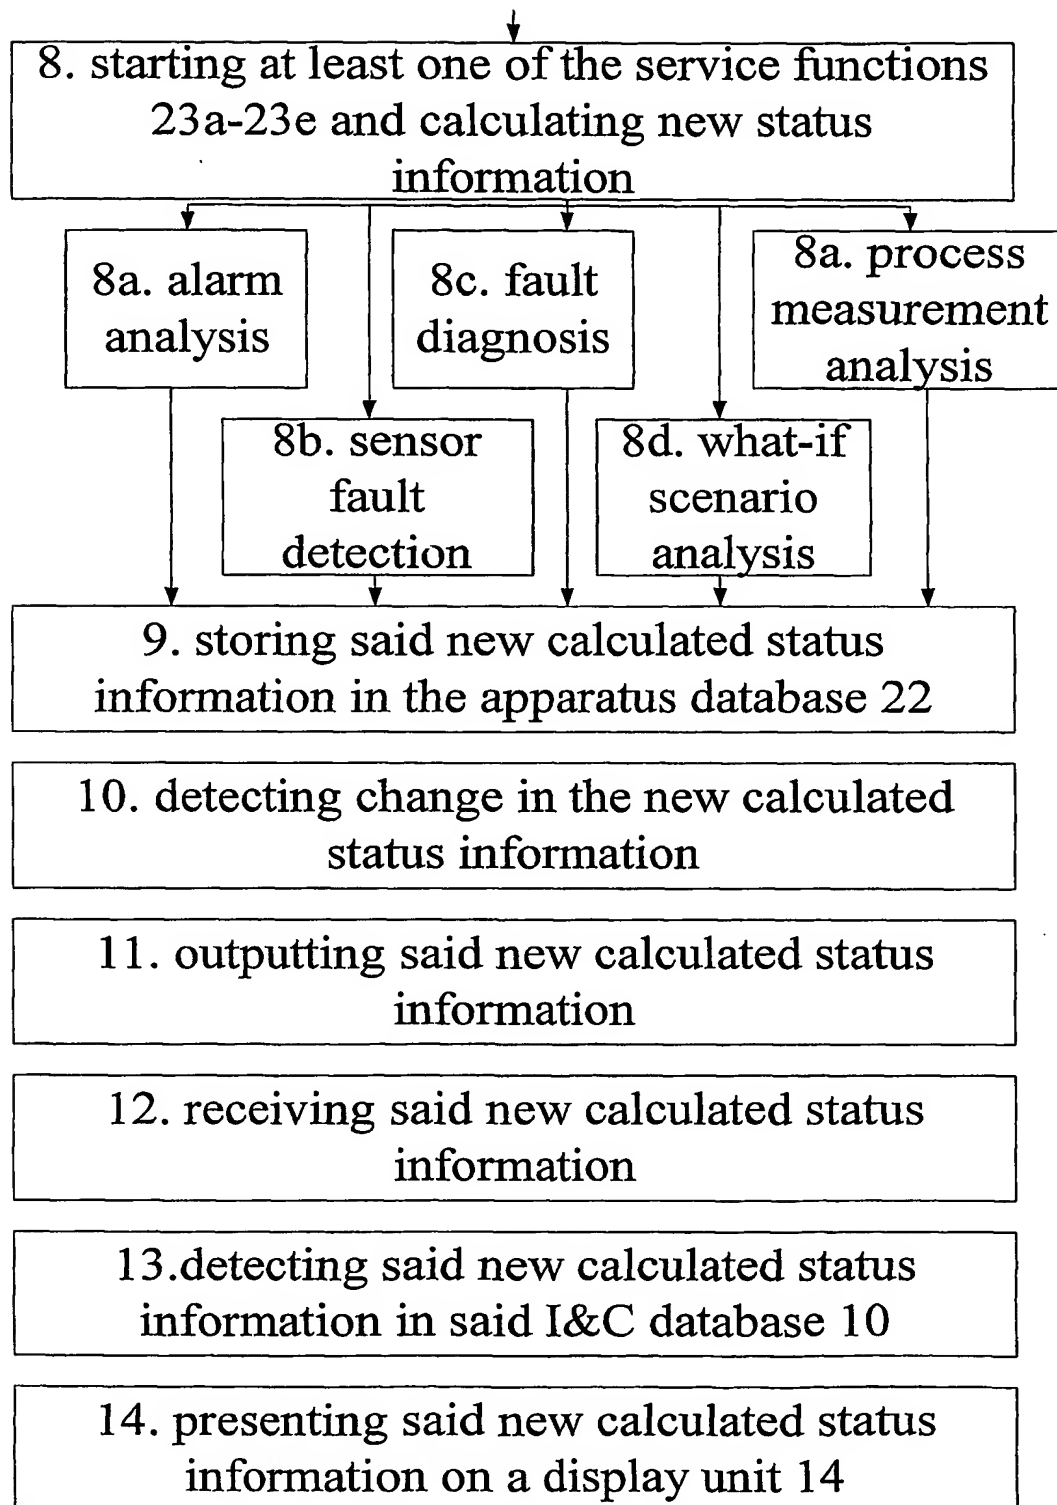 8. starting at least one of the service functions
23a-23e and calculating new status
information
8a. alarm
analysis
8c. fault
diagnosis
8a. process
measurement
analysis
8b. sensor
fault
detection
8d. what-if
scenario
analysis
9. storing said new calculated status
information in the apparatus database 22
10. detecting change in the new calculated
status information
11. outputting said new calculated status
information
12. receiving said new calculated status
information
13.detecting said new calculated status
information in said I&C database 10
14. presenting said new calculated status
information on a display unit 14